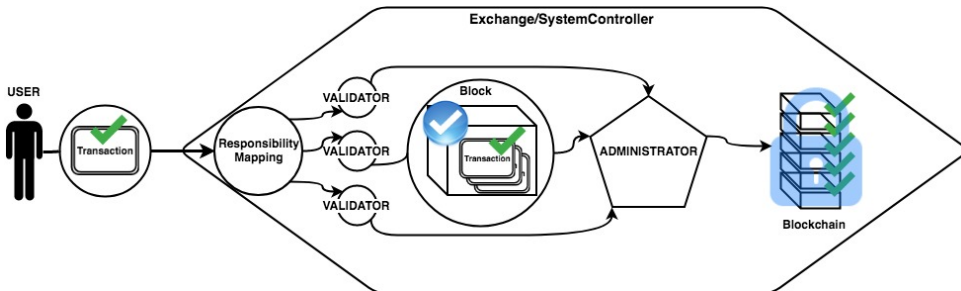 Exchange/SystemController
USER
Transaction
Responsibility
Mapping
VALIDATOR
VALIDATOR
VALIDATOR
Block
Transaction
ADMINISTRATOR
Blockchain